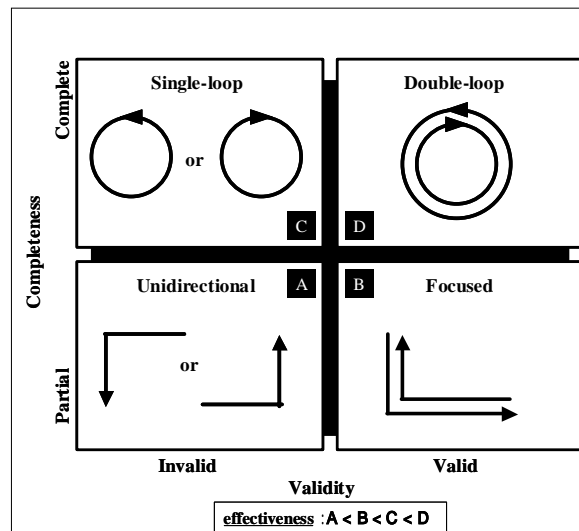 Completeness
Complete
Partial
Single-loop
or
C
Double-loop
D
Unidirectional
A
or
B
Focused
Invalid
Valid
Validity
effectiveness : A < B < C < D